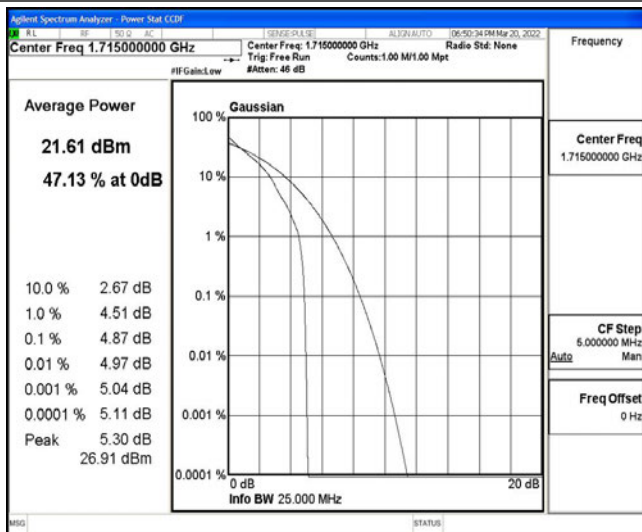 Agilent Spectrum Analyzer - Power Stat CCDF
RL RF 50 Ω AC SENSE:PULSE ALIGN AUTO 06:50:34 PM Mar 20, 2022
Center Freq 1.715000000 GHz
Center Freq: 1.715000000 GHz Radio Std: None
Trig: Free Run Counts:1.00 M/1.00 Mpt
#IFGain:Low #Atten: 46 dB
Frequency
Average Power
21.61 dBm
47.13 % at 0dB
10.0 % 2.67 dB
1.0 % 4.51 dB
0.1 % 4.87 dB
0.01 % 4.97 dB
0.001 % 5.04 dB
0.0001 % 5.11 dB
Peak 5.30 dB
26.91 dBm
Gaussian
100 %
10 %
1 %
0.1 %
0.01 %
0.001 %
0.0001 %
0 dB 20 dB
Info BW 25.000 MHz
Center Freq
1.715000000 GHz
CF Step
5.000000 MHz
Auto Man
Freq Offset
0 Hz
MSG STATUS